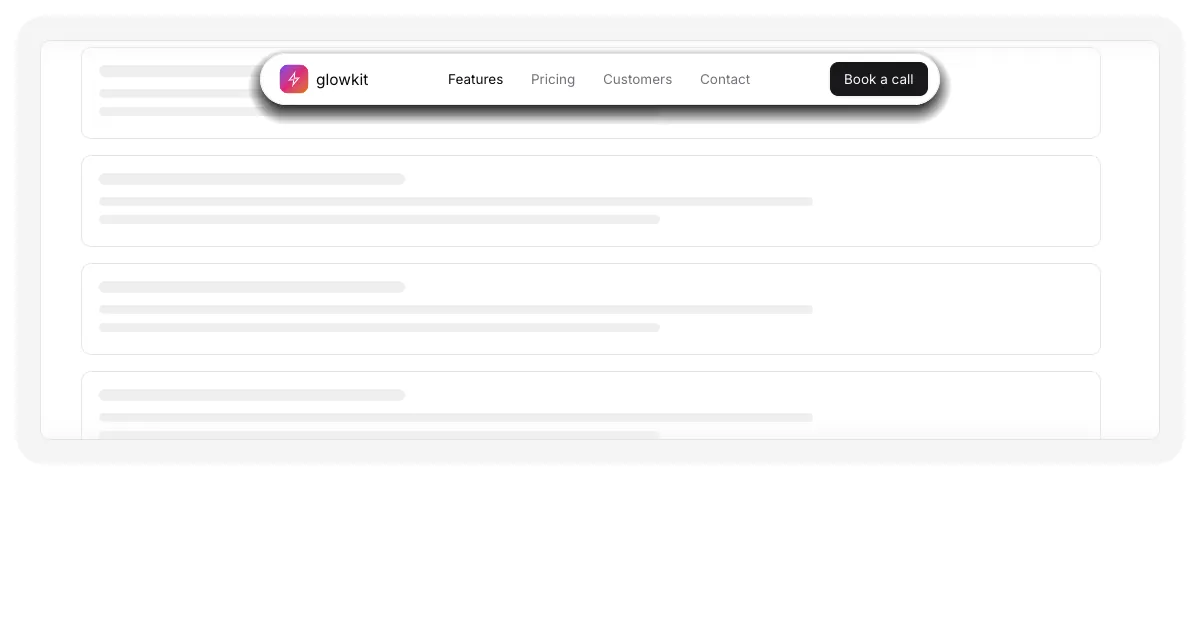 glowkit
Features
Pricing
Customers
Contact
Book a call